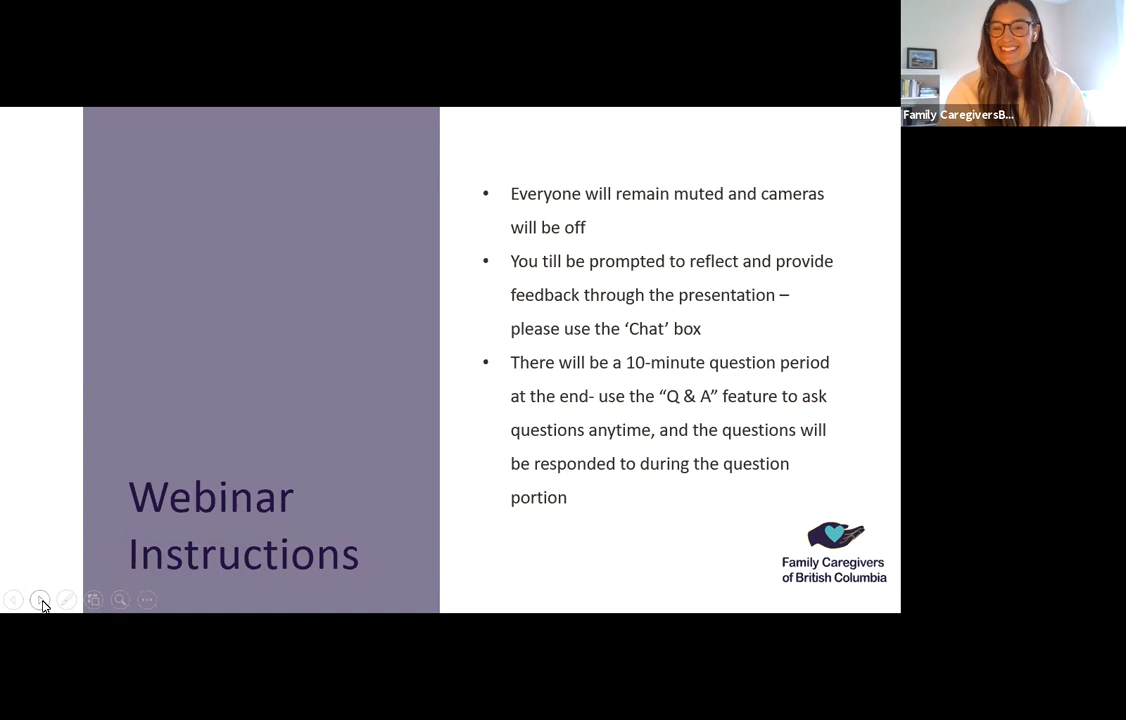 Family CaregiversB...
• Everyone will remain muted and cameras
will be off
• You till be prompted to reflect and provide
feedback through the presentation –
please use the ‘Chat’ box
• There will be a 10-minute question period
at the end- use the “Q & A” feature to ask
questions anytime, and the questions will
be responded to during the question
portion
Webinar
Instructions
Family Caregivers
of British Columbia